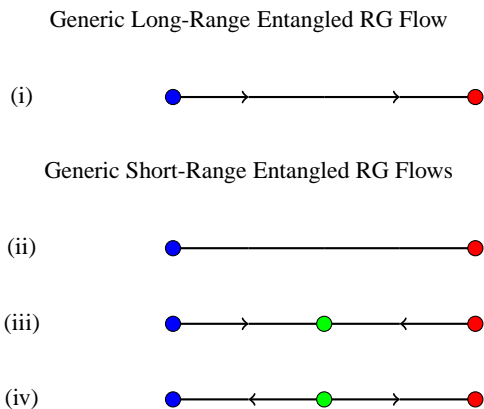 Generic Long-Range Entangled RG Flow
(i)
Generic Short-Range Entangled RG Flows
(ii)
(iii)
(iv)